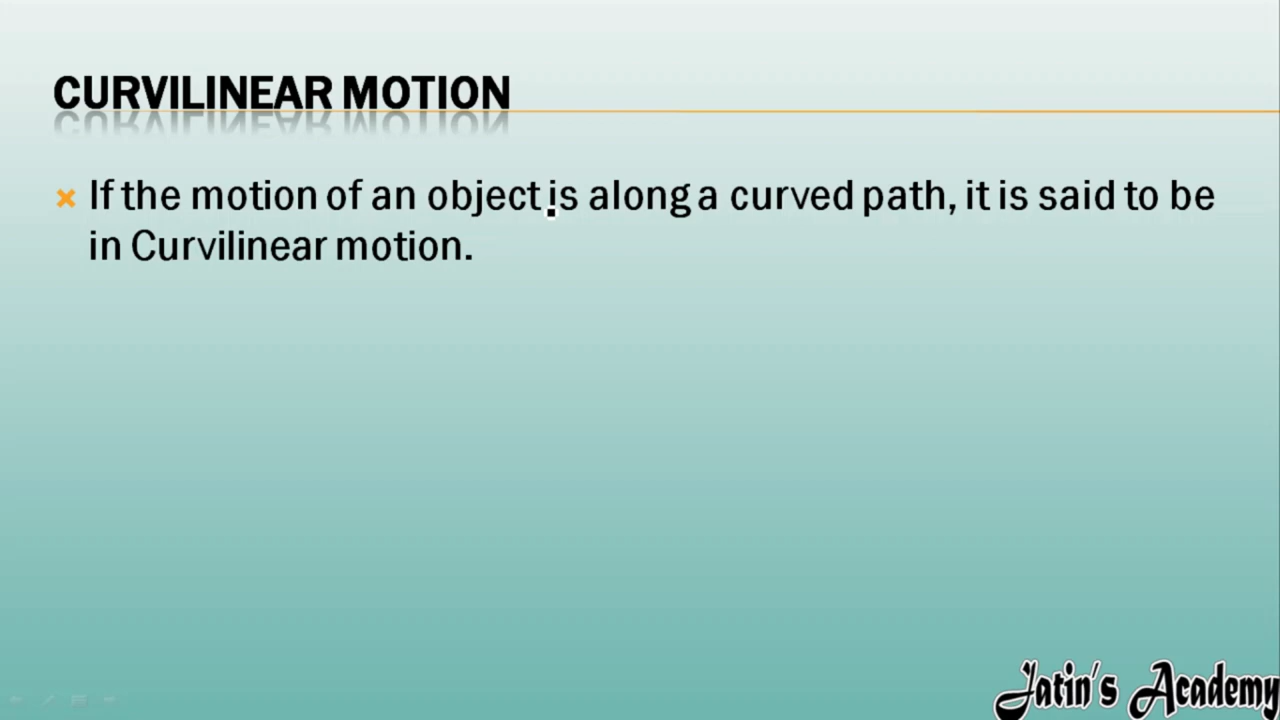 CURVILINEAR MOTION
If the motion of an object is along a curved path, it is said to be
in Curvilinear motion.
Jatin's Academy